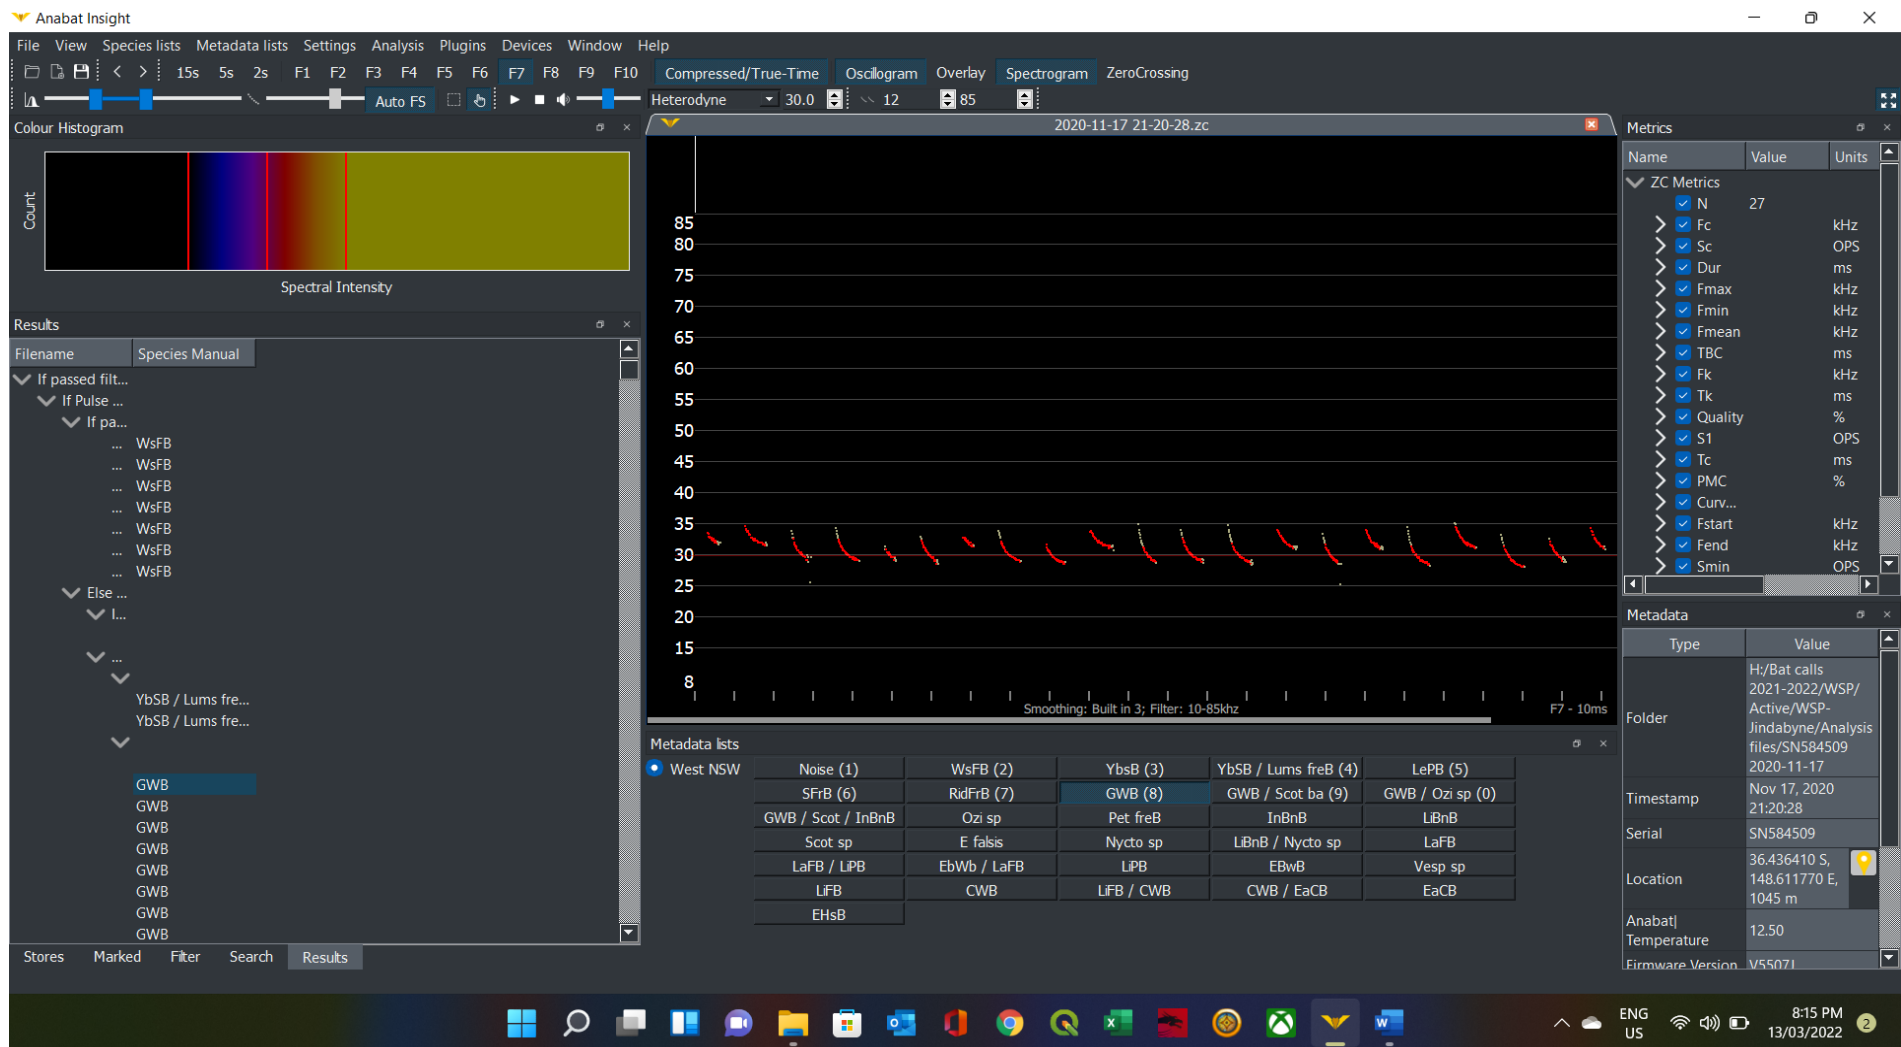 Anabat Insight
File View Species lists Metadata lists Settings Analysis Plugins Devices Window Help
15s 5s 2s F1 F2 F3 F4 F5 F6 F7 F8 F9 F10 Compressed/True-Time Oscillogram Overlay Spectrogram ZeroCrossing
Auto FS Heterodyne 30.0 12 85
Colour Histogram
Count
Spectral Intensity
Results
Filename Species Manual
If passed filt...
If Pulse ...
If pa...
... WsFB
... WsFB
... WsFB
... WsFB
... WsFB
... WsFB
... WsFB
Else ...
I...
...
YbSB / Lums fre...
YbSB / Lums fre...
GWB
GWB
GWB
GWB
GWB
GWB
GWB
GWB
Stores Marked Filter Search Results
2020-11-17 21-20-28.zc
85
80
75
70
65
60
55
50
45
40
35
30
25
20
15
8
Smoothing: Built in 3; Filter: 10-85khz
F7 - 10ms
Metadata lists
West NSW Noise (1) WsFB (2) YbsB (3) YbSB / Lums freB (4) LePB (5)
SFrB (6) RidFrB (7) GWB (8) GWB / Scot ba (9) GWB / Ozi sp (0)
GWB / Scot / InBnB Ozi sp Pet freB InBnB LiBnB
Scot sp E falsis Nycto sp LiBnB / Nycto sp LaFB
LaFB / LiPB EbWb / LaFB LiPB EBwB Vesp sp
LiFB CWB LiFB / CWB CWB / EaCB EaCB
EHsB
Metrics
Name Value Units
ZC Metrics
N 27
Fc kHz
Sc OPS
Dur ms
Fmax kHz
Fmin kHz
Fmean kHz
TBC ms
Fk kHz
Tk ms
Quality %
S1 OPS
Tc ms
PMC %
Curv...
Fstart kHz
Fend kHz
Smin OPS
Metadata
Type Value
Folder
H:/Bat calls
2021-2022/WSP/
Active/WSP-
Jindabyne/Analysis
files/SN584509
2020-11-17
Timestamp
Nov 17, 2020
21:20:28
Serial SN584509
Location
36.436410 S,
148.611770 E,
1045 m
Anabat|
Temperature
12.50
Firmware Version V5507J
ENG
US
8:15 PM
13/03/2022
2